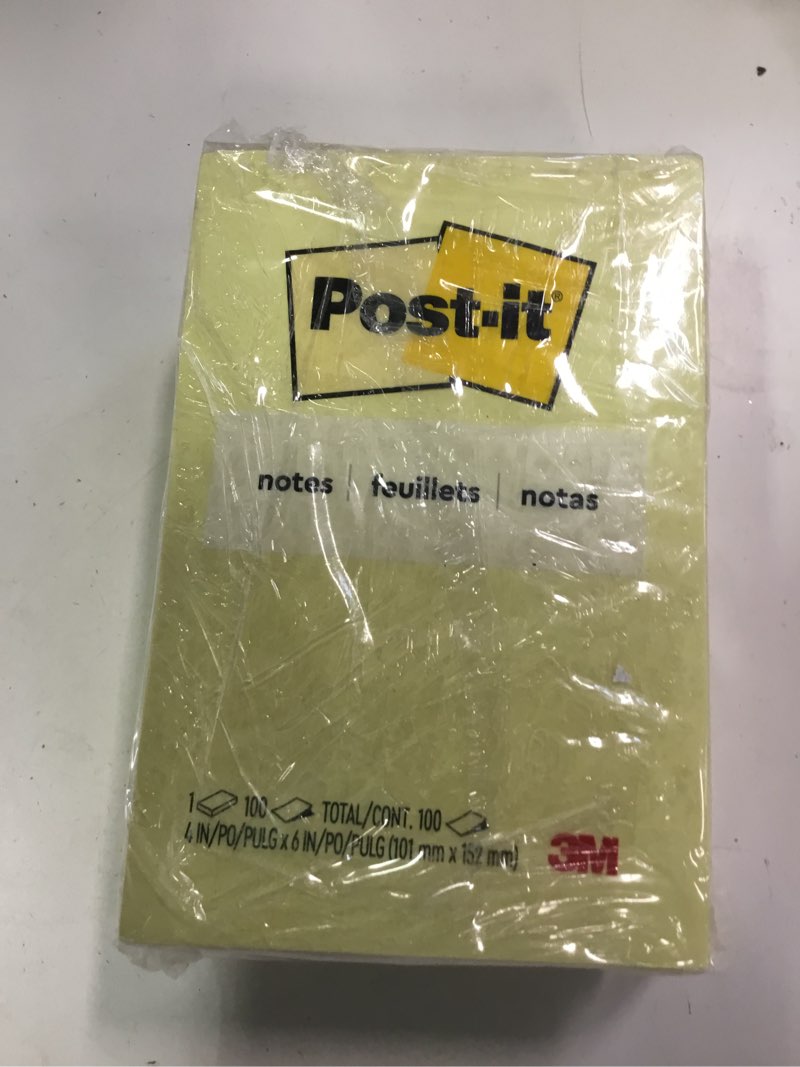 Post-it®
notes | feuillets | notas
1 100 TOTAL/CONT. 100
4 IN/PO/PULG x 6 IN/PO/PULG (101 mm x 152 mm)
3M